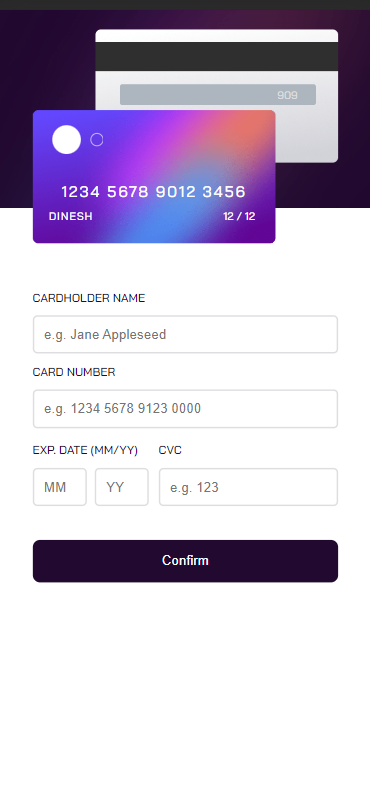 909
1234 5678 9012 3456
DINESH 12 / 12
CARDHOLDER NAME
e.g. Jane Appleseed
CARD NUMBER
e.g. 1234 5678 9123 0000
EXP. DATE (MM/YY) CVC
MM YY e.g. 123
Confirm